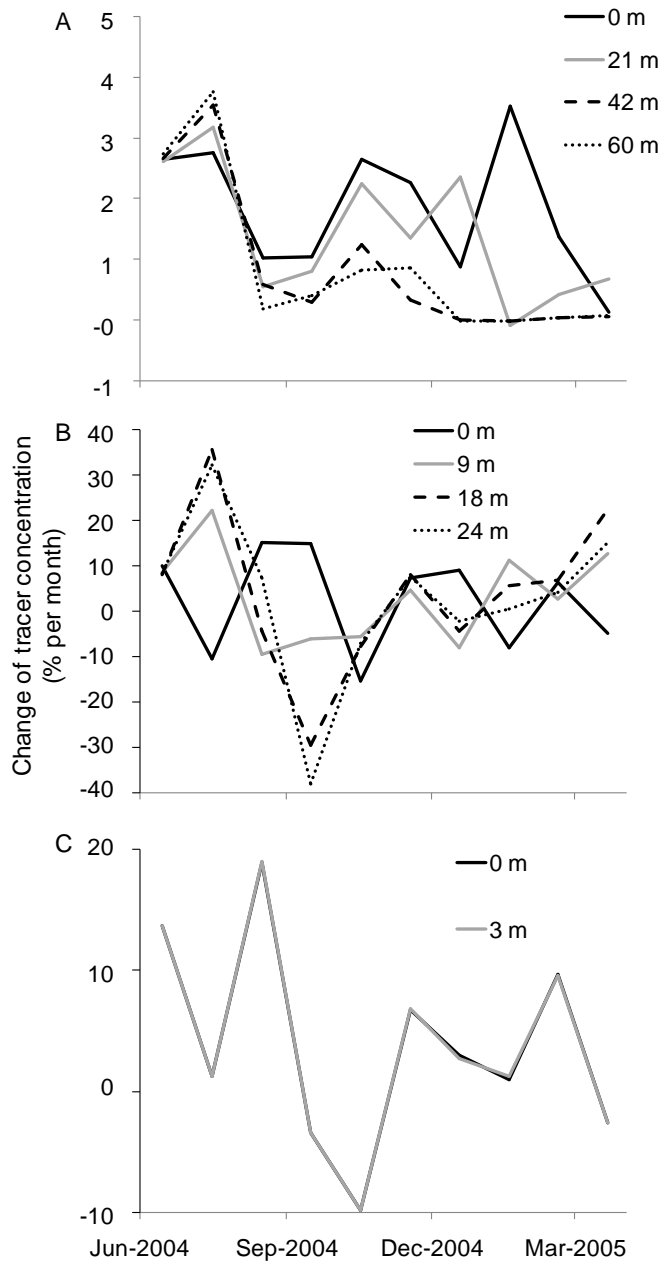 A
5
4
3
2
1
-0
-1
0 m
21 m
42 m
60 m
B
40
30
20
10
0
-10
-20
-30
-40
0 m
9 m
18 m
24 m
Change of tracer concentration
(% per month)
C
20
10
0
-10
0 m
3 m
Jun-2004 Sep-2004 Dec-2004 Mar-2005